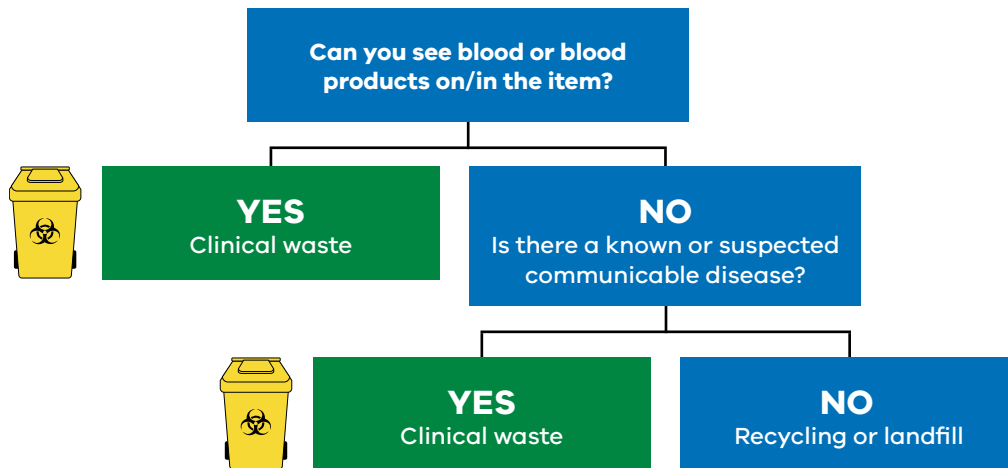 Can you see blood or blood
products on/in the item?
YES
Clinical waste
NO
Is there a known or suspected
communicable disease?
YES
Clinical waste
NO
Recycling or landfill